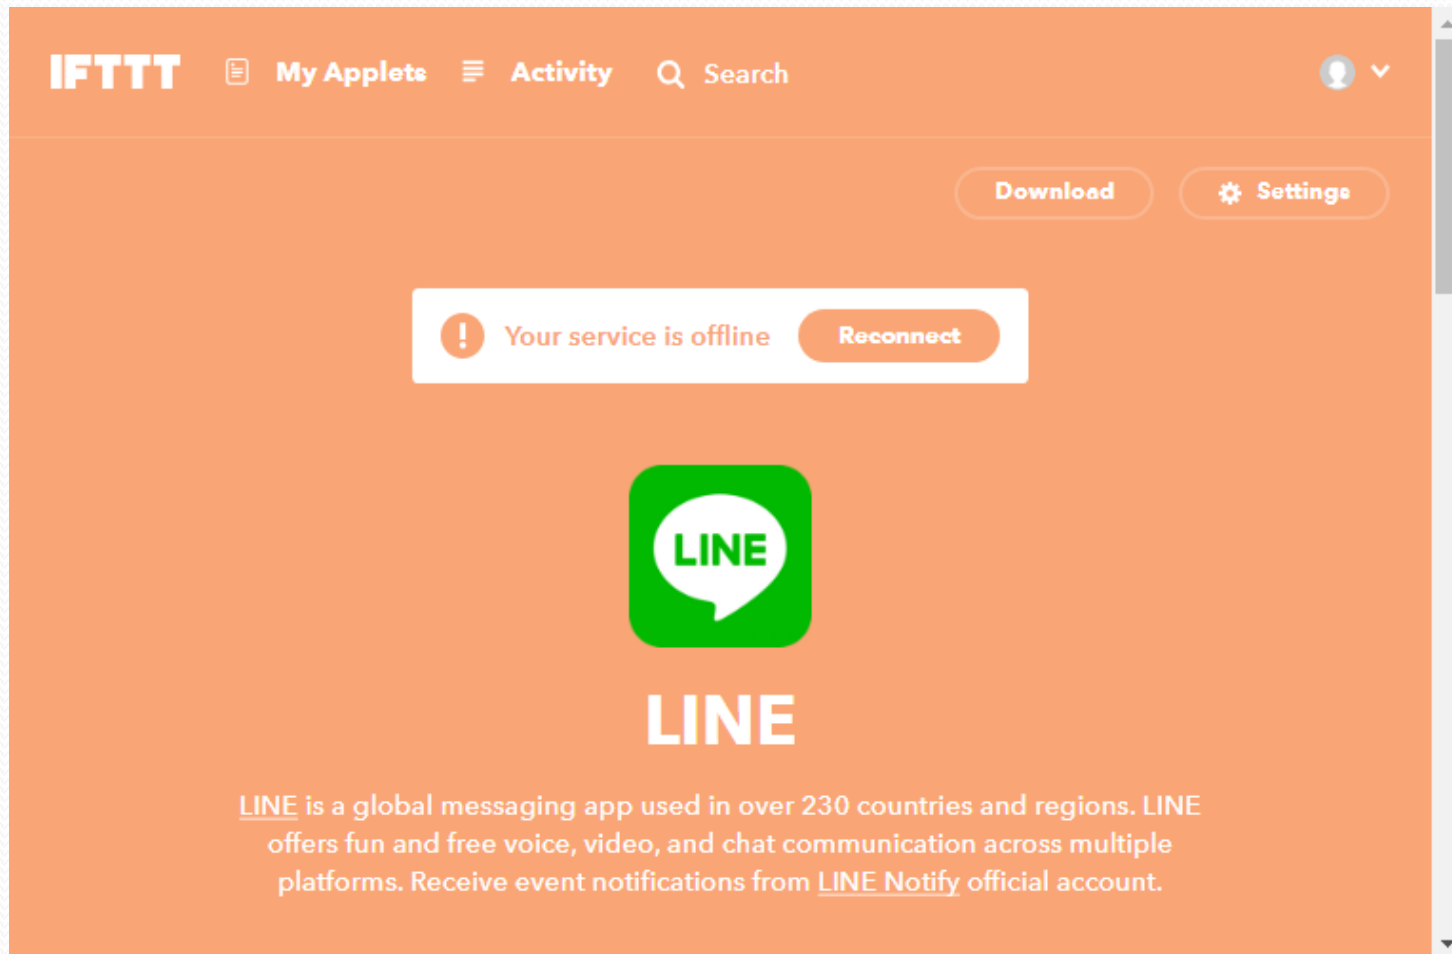 IFTTT My Applets Activity Search
Download Settings
Your service is offline Reconnect
LINE
LINE
LINE is a global messaging app used in over 230 countries and regions. LINE
offers fun and free voice, video, and chat communication across multiple
platforms. Receive event notifications from LINE Notify official account.